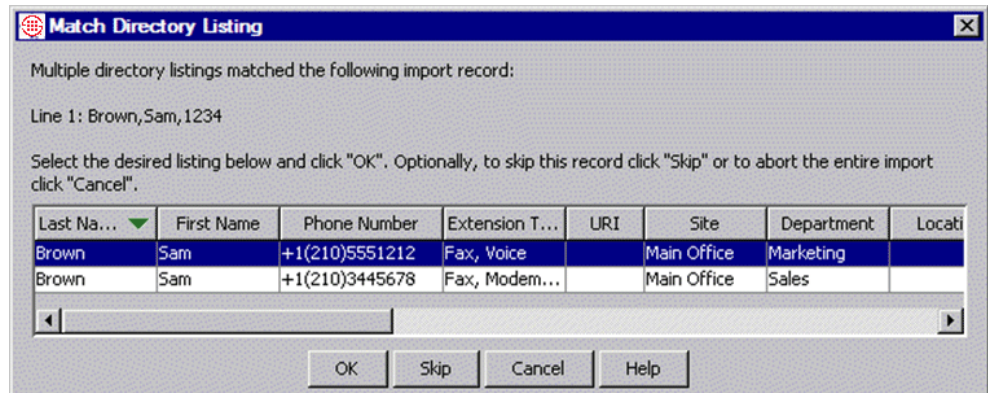 Match Directory Listing
Multiple directory listings matched the following import record:
Line 1: Brown,Sam,1234
Select the desired listing below and click "OK". Optionally, to skip this record click "Skip" or to abort the entire import
click "Cancel".
Last Na... First Name Phone Number Extension T... URI Site Department Locati
Brown Sam +1(210)5551212 Fax, Voice Main Office Marketing
Brown Sam +1(210)3445678 Fax, Modem... Main Office Sales
OK Skip Cancel Help